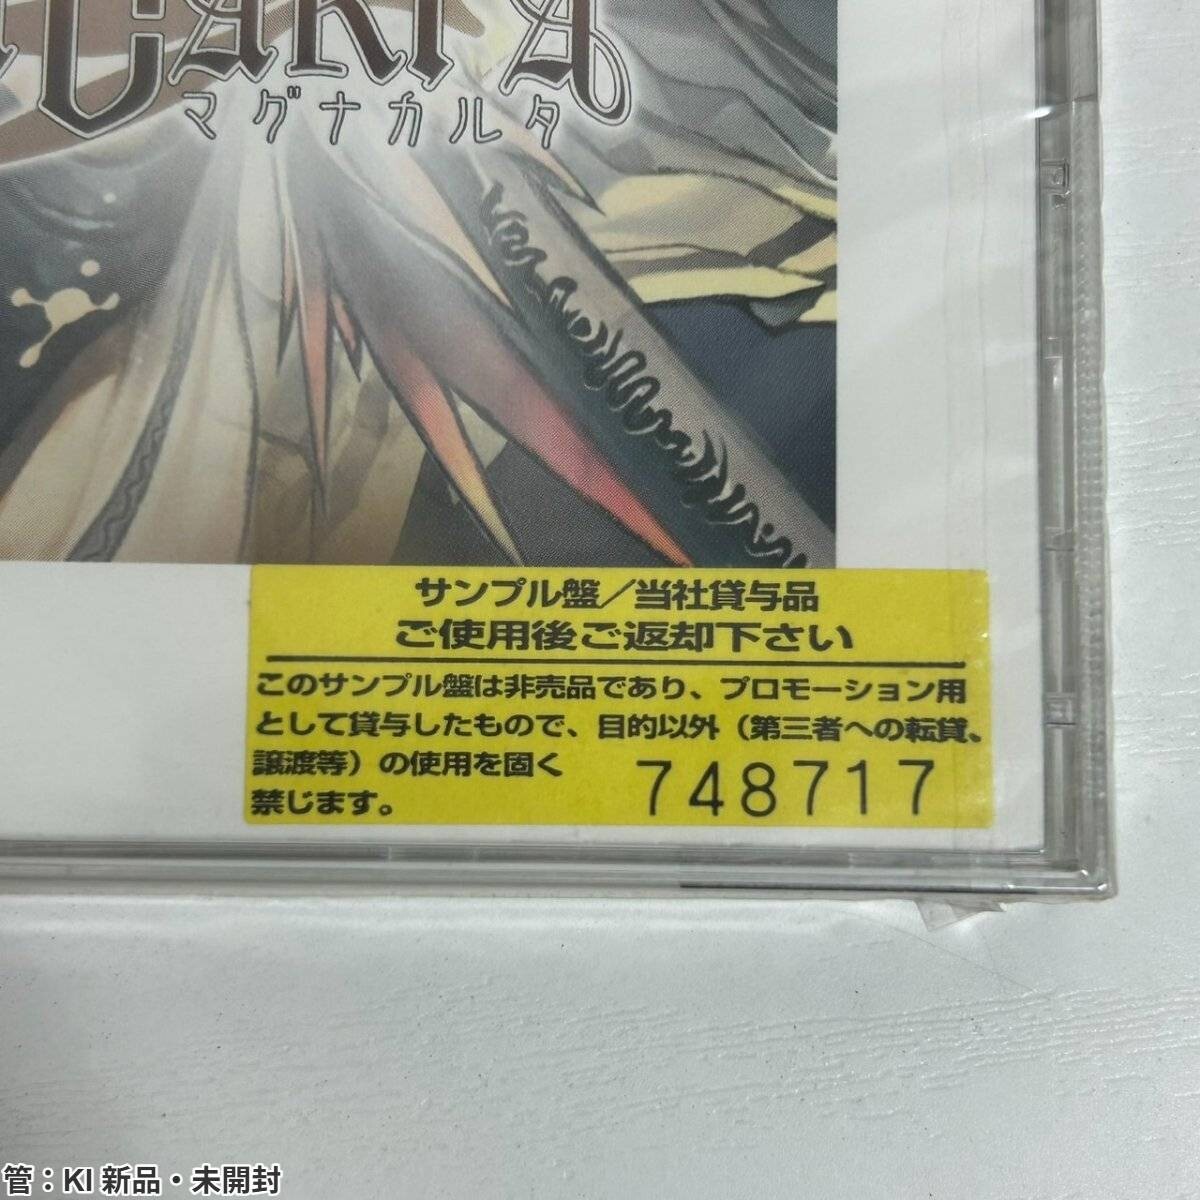 CARTA
マグナカルタ
サンプル盤／当社貸与品
ご使用後ご返却下さい
このサンプル盤は非売品であり、プロモーション用
として貸与したもので、目的以外（第三者への転貸、
譲渡等）の使用を固く
禁じます。
748717
管：KI 新品・未開封